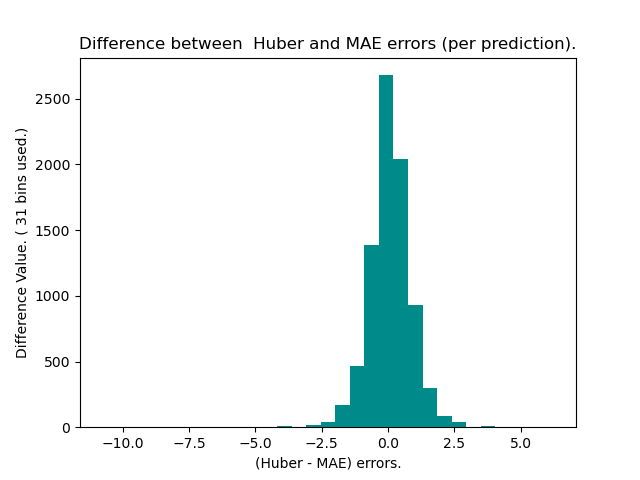 Difference between  Huber and MAE errors (per prediction).
Difference Value. ( 31 bins used.)
2500
2000
1500
1000
500
0
−10.0 −7.5 −5.0 −2.5 0.0 2.5 5.0
(Huber - MAE) errors.